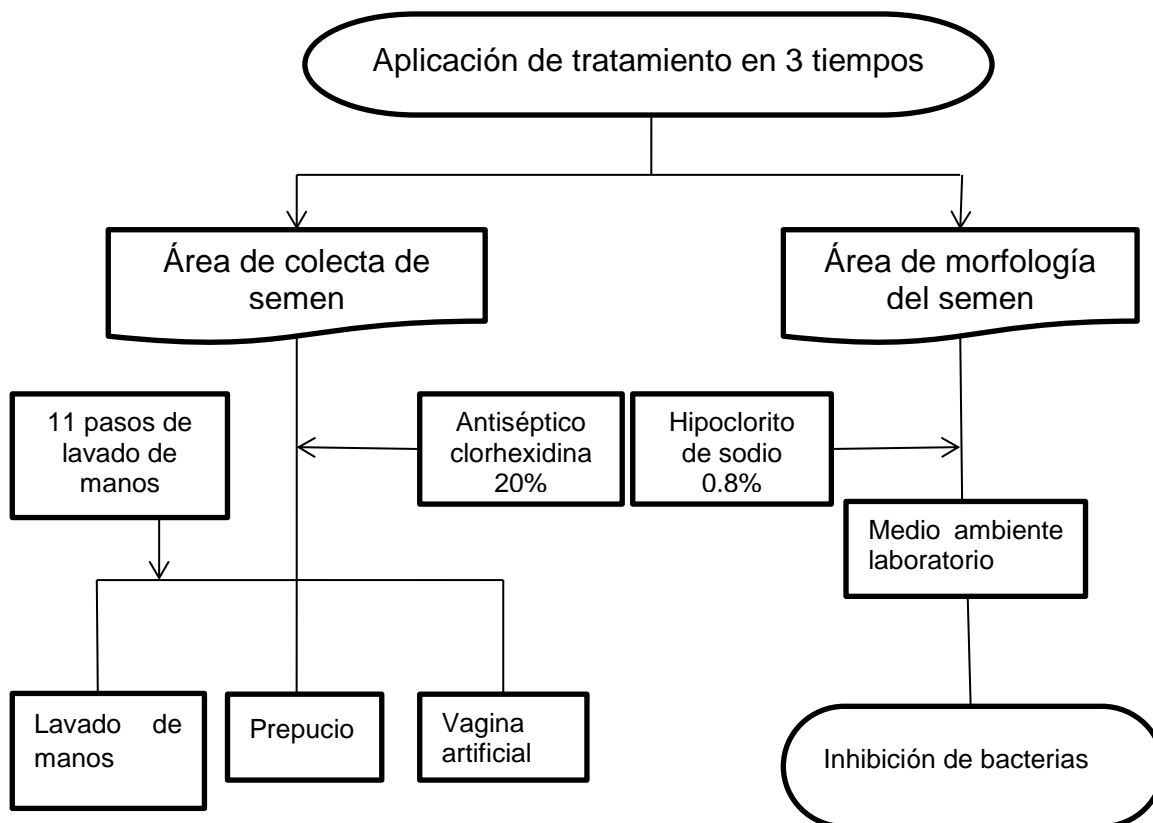 Aplicación de tratamiento en 3 tiempos
Área de colecta de
semen
Área de morfología
del semen
11 pasos de
lavado de
manos
Antiséptico
clorhexidina
20%
Hipoclorito
de sodio
0.8%
Medio ambiente
laboratorio
Lavado de
manos
Prepucio
Vagina
artificial
Inhibición de bacterias